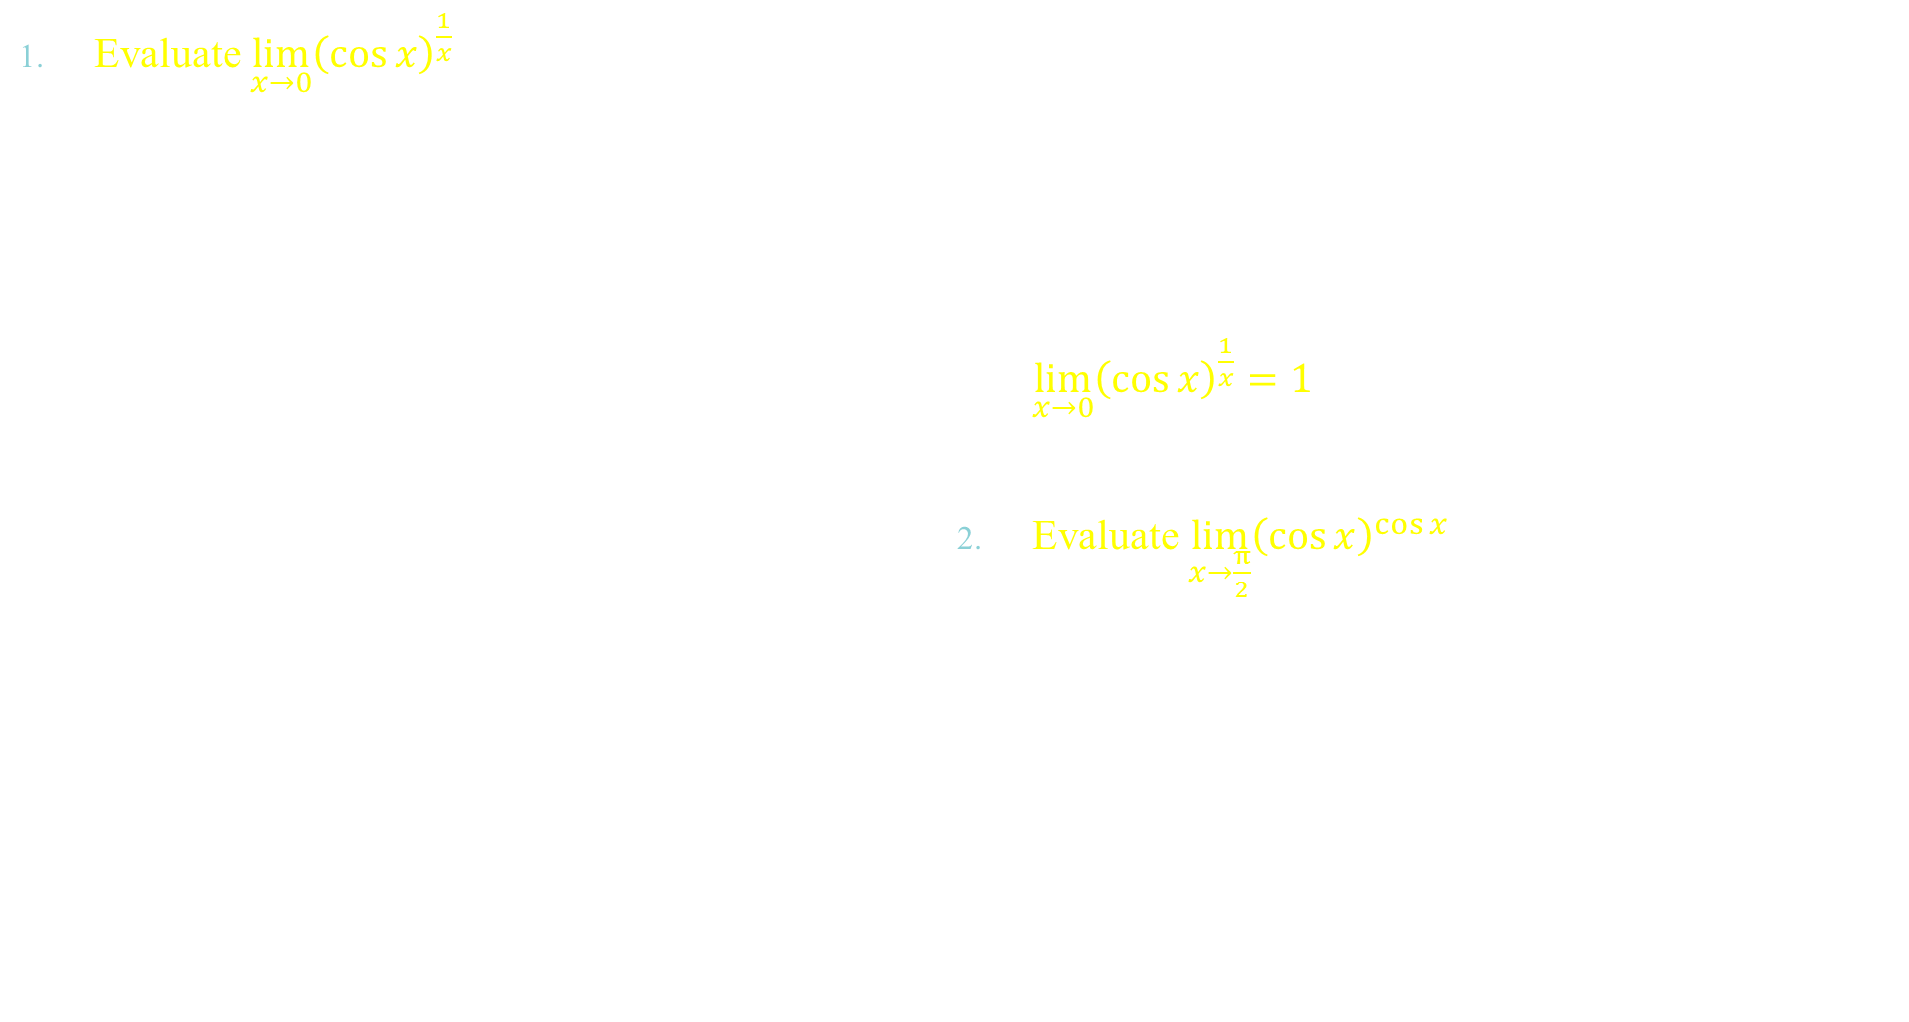 1. Evaluate lim_{x→0} (cos x)^{1/x}
lim_{x→0} (cos x)^{1/x} = 1
2. Evaluate lim_{x→π/2} (cos x)^{cos x}